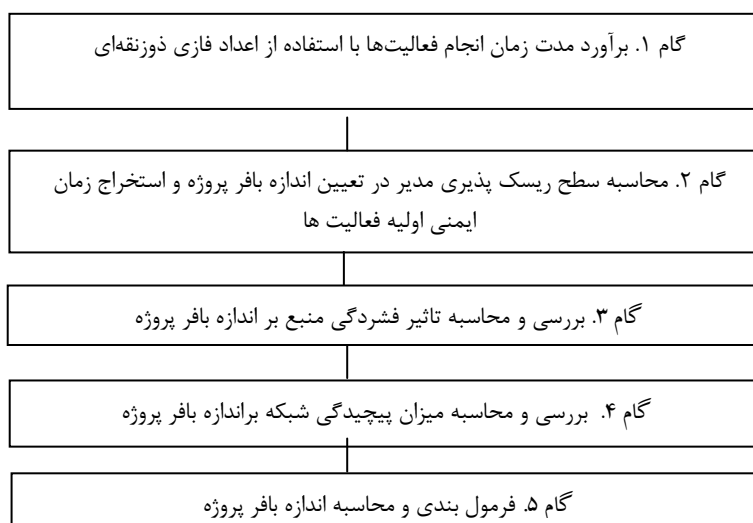 گام ۱. برآورد مدت زمان انجام فعالیت‌ها با استفاده از اعداد فازی ذوزنقه‌ای
گام ۲. محاسبه سطح ریسک پذیری مدیر در تعیین اندازه بافر پروژه و استخراج زمان
ایمنی اولیه فعالیت ها
گام ۳. بررسی و محاسبه تاثیر فشردگی منبع بر اندازه بافر پروژه
گام ۴. بررسی و محاسبه میزان پیچیدگی شبکه براندازه بافر پروژه
گام ۵. فرمول بندی و محاسبه اندازه بافر پروژه